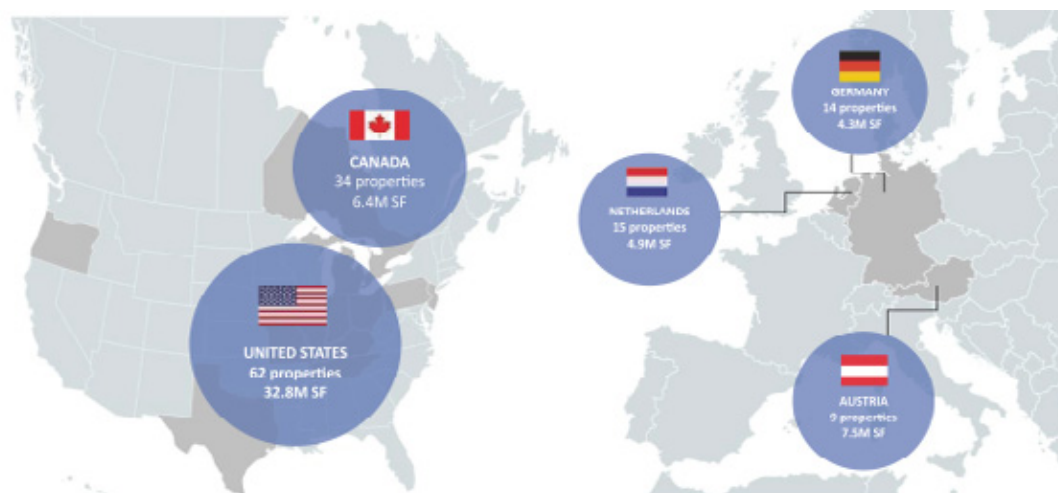 CANADA
34 properties
6.4M SF
UNITED STATES
62 properties
32.8M SF
GERMANY
14 properties
4.3M SF
NETHERLANDS
15 properties
4.9M SF
AUSTRIA
9 properties
7.5M SF